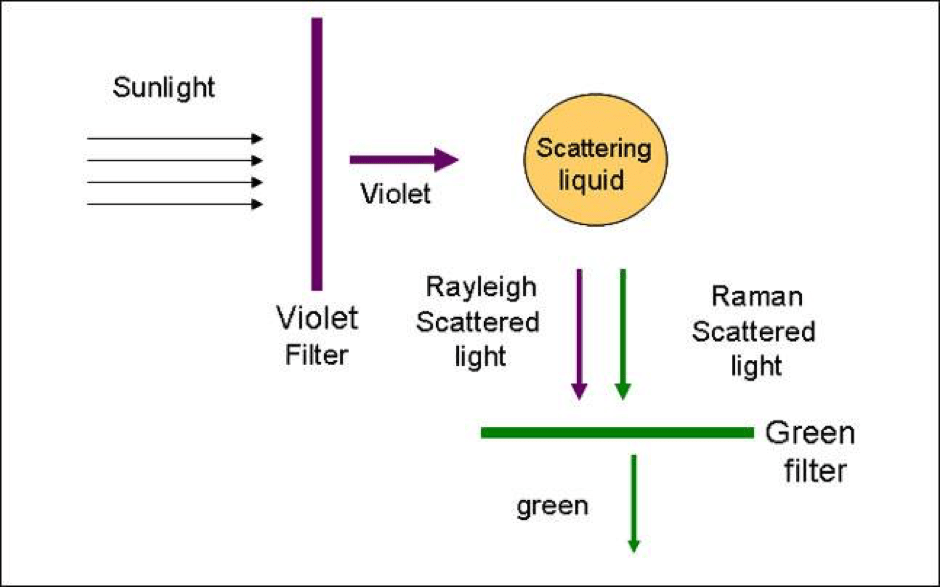 Sunlight
Violet
Scattering
liquid
Violet
Filter
Rayleigh
Scattered
light
Raman
Scattered
light
Green
filter
green